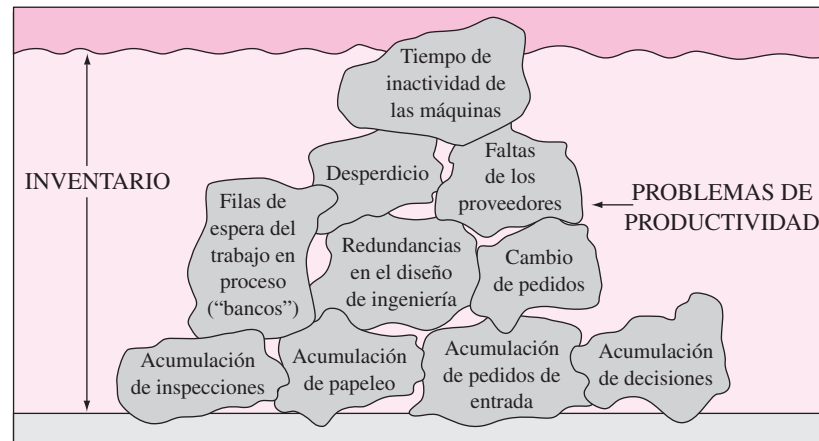 Tiempo de
inactividad de
las máquinas
Desperdicio
Faltas
de los
proveedores
INVENTARIO
PROBLEMAS DE
PRODUCTIVIDAD
Filas de
espera del
trabajo en
proceso
(“bancos”)
Redundancias
en el diseño
de ingeniería
Cambio
de pedidos
Acumulación
de inspecciones
Acumulación
de papeleo
Acumulación
de pedidos de
entrada
Acumulación
de decisiones